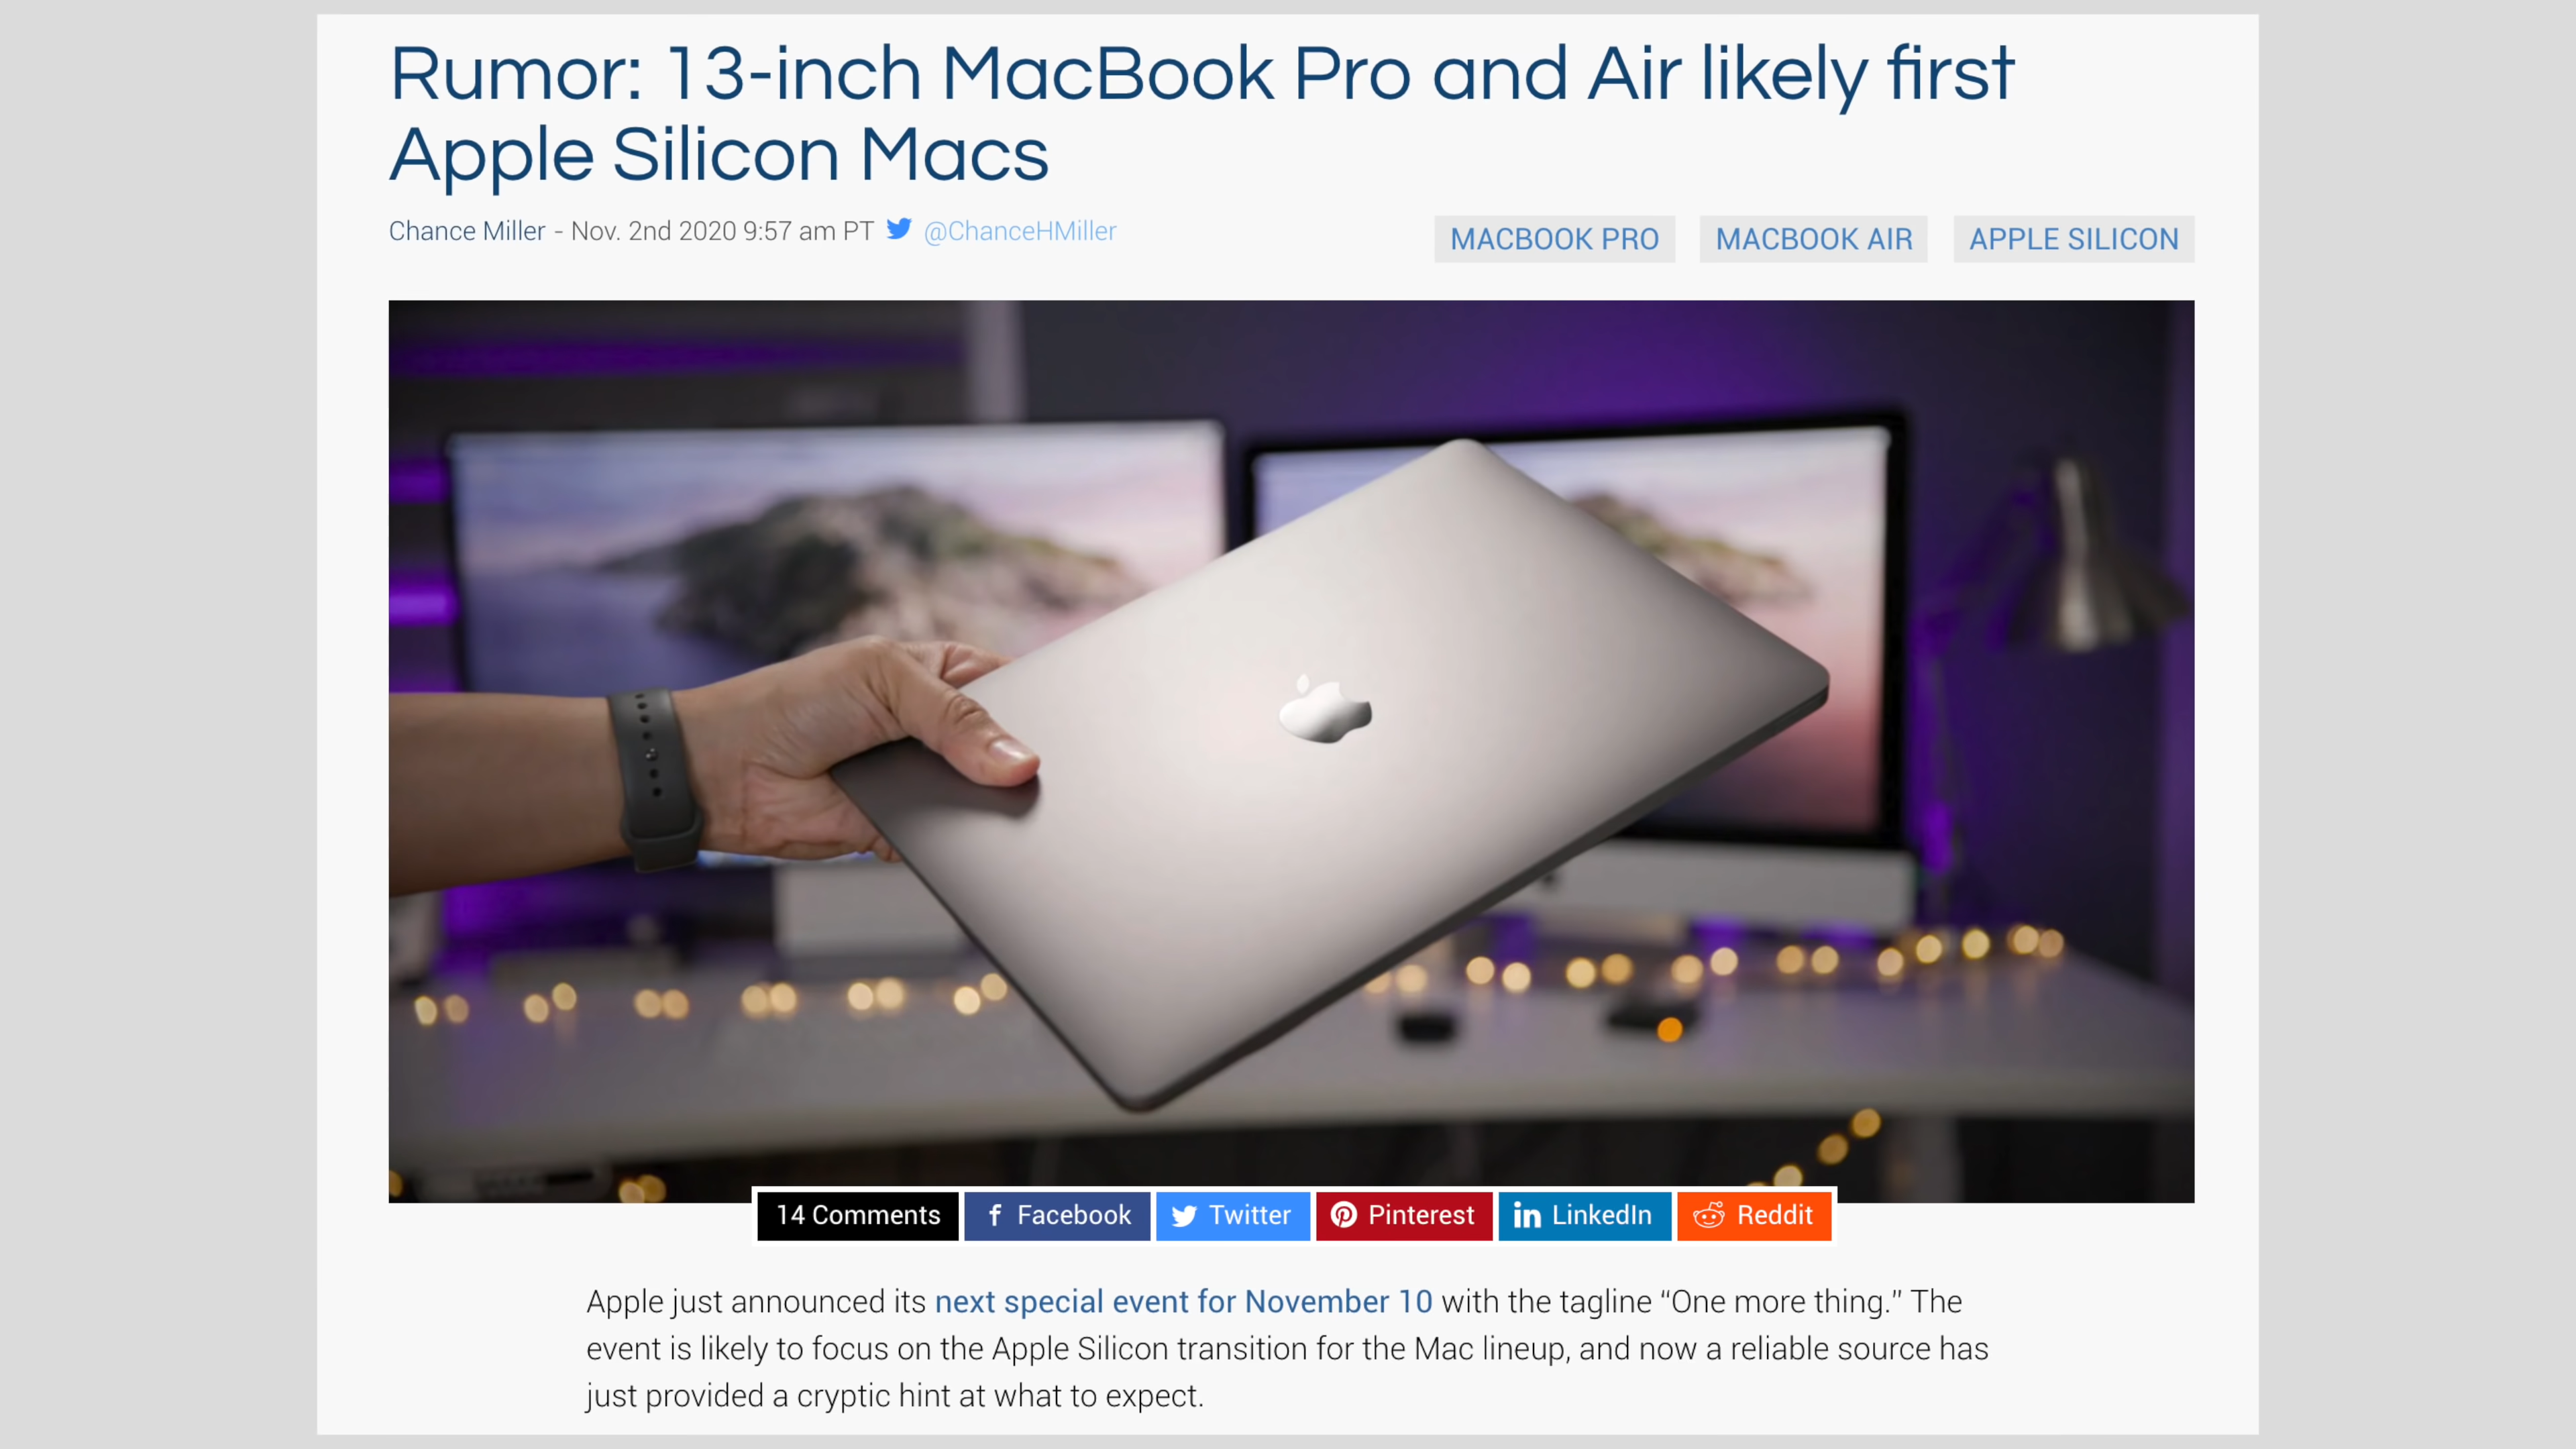 Rumor: 13-inch MacBook Pro and Air likely first
Apple Silicon Macs
Chance Miller - Nov. 2nd 2020 9:57 am PT @ChanceHMiller
MACBOOK PRO MACBOOK AIR APPLE SILICON
14 Comments Facebook Twitter Pinterest LinkedIn Reddit
Apple just announced its next special event for November 10 with the tagline “One more thing.” The
event is likely to focus on the Apple Silicon transition for the Mac lineup, and now a reliable source has
just provided a cryptic hint at what to expect.